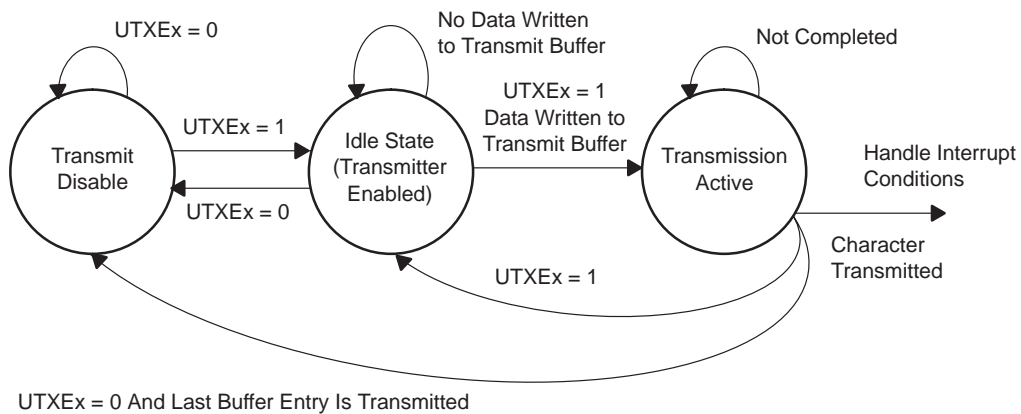 UTXEx = 0
No Data Written
to Transmit Buffer
Not Completed
UTXEx = 1
UTXEx = 1
Data Written to
Transmit Buffer
Transmit
Disable
Idle State
(Transmitter
Enabled)
Transmission
Active
Handle Interrupt
Conditions
UTXEx = 0
UTXEx = 1
Character
Transmitted
UTXEx = 0 And Last Buffer Entry Is Transmitted